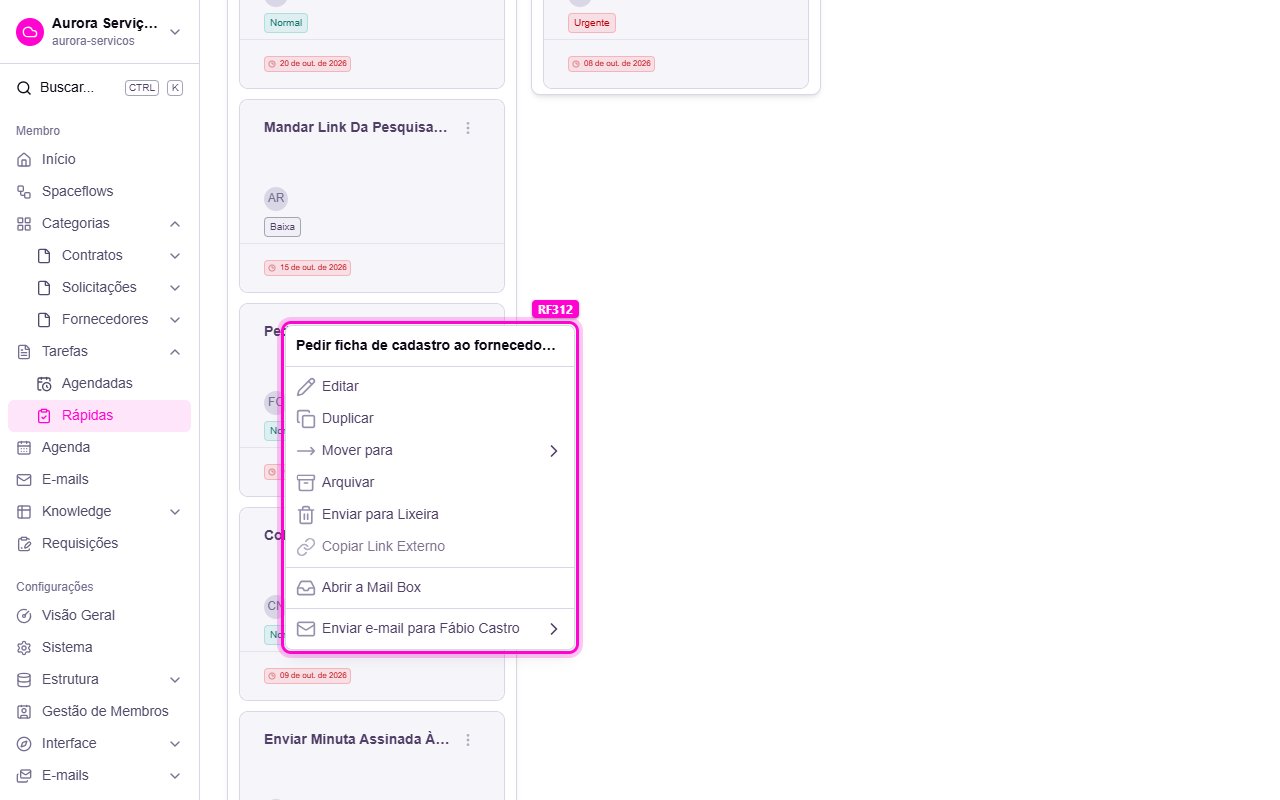 Aurora Serviç...
aurora-servicos
Buscar...
CTRL
K
Membro
Início
Spaceflows
Categorias
Contratos
Solicitações
Fornecedores
Tarefas
Agendadas
Rápidas
Agenda
E-mails
Knowledge
Requisições
Configurações
Visão Geral
Sistema
Estrutura
Gestão de Membros
Interface
E-mails
Normal
20 de out. de 2026
Mandar Link Da Pesquisa...
AR
Baixa
15 de out. de 2026
CN
09 de out. de 2026
Enviar Minuta Assinada À...
Urgente
08 de out. de 2026
RF312
Pedir ficha de cadastro ao fornecedo...
Editar
Duplicar
Mover para
Arquivar
Enviar para Lixeira
Copiar Link Externo
Abrir a Mail Box
Enviar e-mail para Fábio Castro